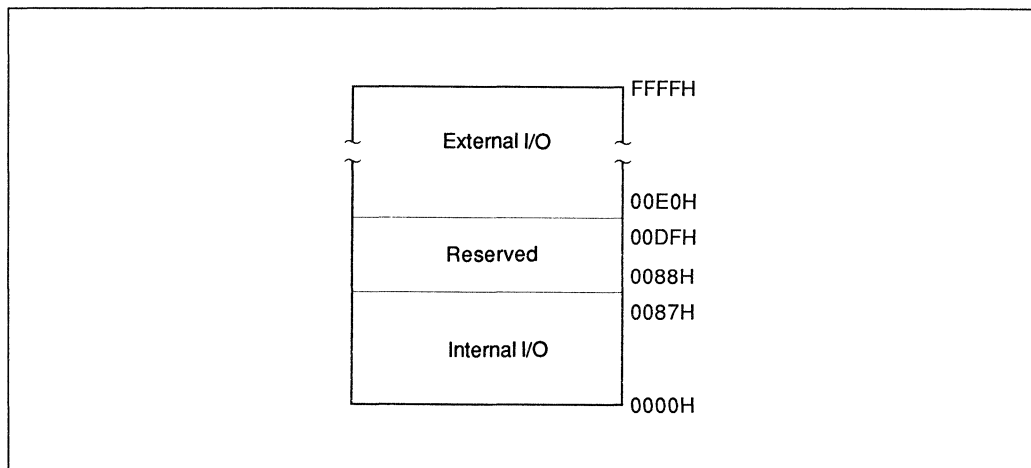 FFFFH
External I/O
00E0H
00DFH
Reserved
0088H
0087H
Internal I/O
0000H